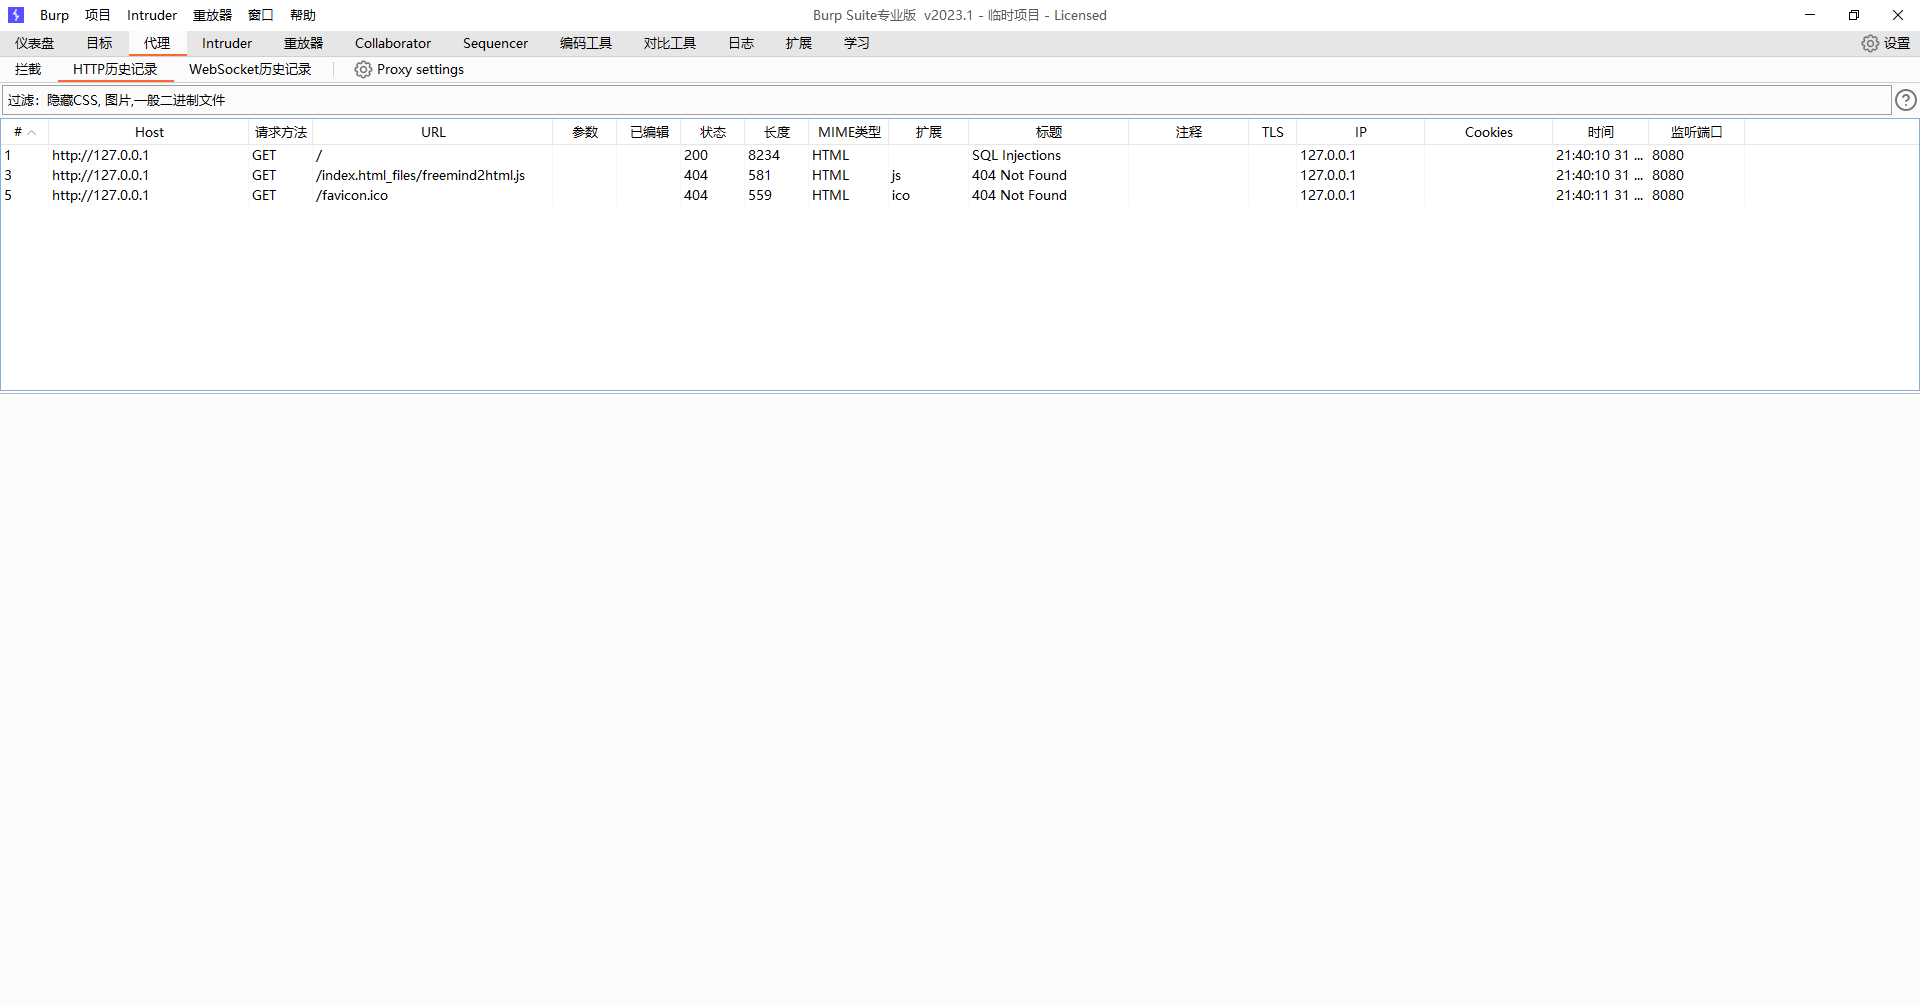 Burp 项目 Intruder 重放器 窗口 帮助 Burp Suite专业版 v2023.1 - 临时项目 - Licensed
仪表盘 目标 代理 Intruder 重放器 Collaborator Sequencer 编码工具 对比工具 日志 扩展 学习 设置
拦截 HTTP历史记录 WebSocket历史记录 Proxy settings
过滤：隐藏CSS, 图片,一般二进制文件 ?
# Host 请求方法 URL 参数 已编辑 状态 长度 MIME类型 扩展 标题 注释 TLS IP Cookies 时间 监听端口
1 http://127.0.0.1 GET / 200 8234 HTML SQL Injections 127.0.0.1 21:40:10 31 ... 8080
3 http://127.0.0.1 GET /index.html_files/freemind2html.js 404 581 HTML js 404 Not Found 127.0.0.1 21:40:10 31 ... 8080
5 http://127.0.0.1 GET /favicon.ico 404 559 HTML ico 404 Not Found 127.0.0.1 21:40:11 31 ... 8080